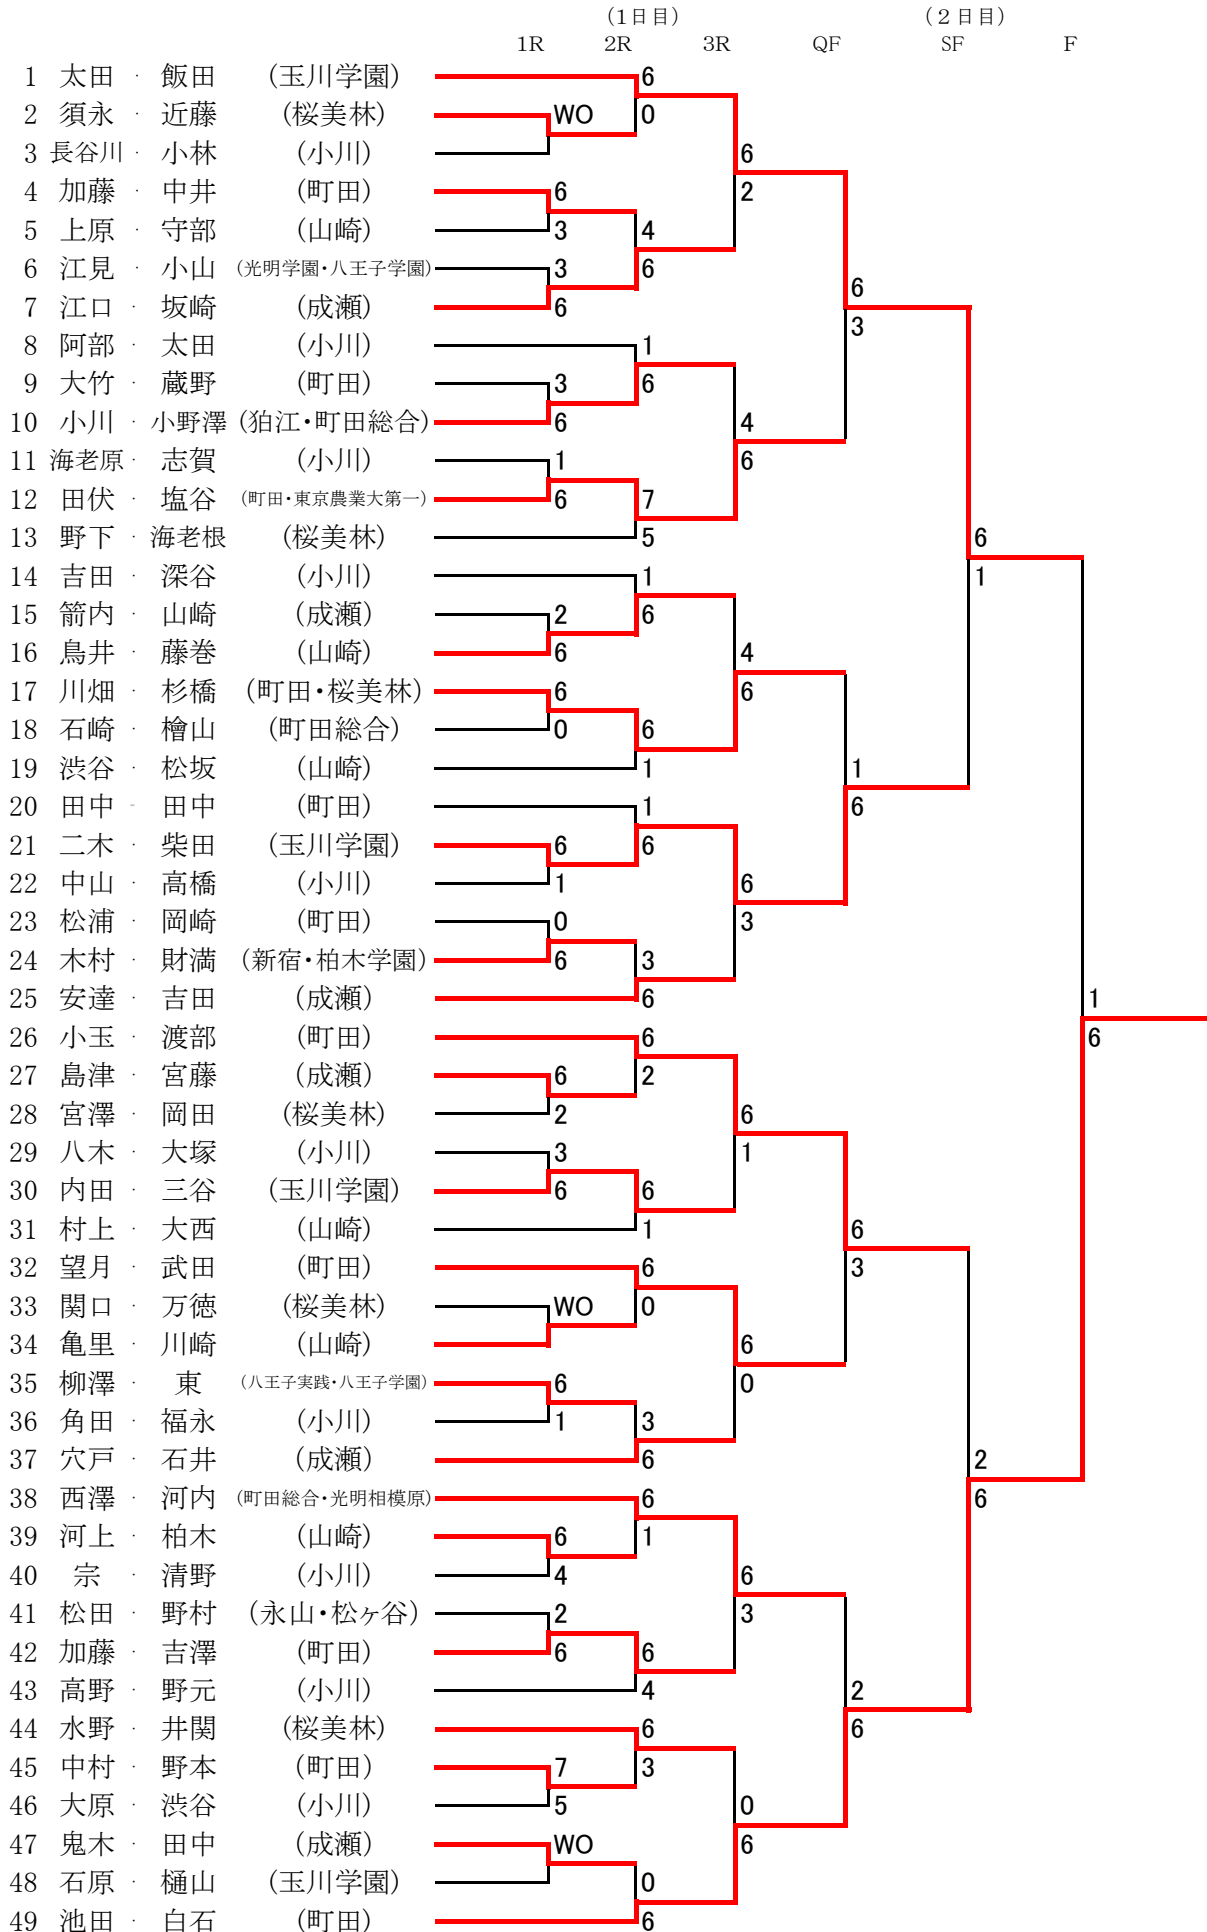 （1日目） （２日目）
1R 2R 3R QF SF F
1 太田 · 飯田 （玉川学園） 6
2 須永 · 近藤 （桜美林） WO 0
3 長谷川 · 小林 （小川） 6
4 加藤 · 中井 （町田） 6 2
5 上原 · 守部 （山崎） 3 4
6 江見 · 小山 （光明学園・八王子学園） 3 6
7 江口 · 坂崎 （成瀬） 6 6
3
8 阿部 · 太田 （小川） 1
9 大竹 · 蔵野 （町田） 3 6
10 小川 · 小野澤 （狛江・町田総合） 6 4
11 海老原 · 志賀 （小川） 1 6
12 田伏 · 塩谷 （町田・東京農業大第一） 6 7
13 野下 · 海老根 （桜美林） 5 6
14 吉田 · 深谷 （小川） 1 1
15 箭内 · 山崎 （成瀬） 2 6
16 鳥井 · 藤巻 （山崎） 6 4
17 川畑 · 杉橋 （町田・桜美林） 6 6
18 石崎 · 檜山 （町田総合） 0 6
19 渋谷 · 松坂 （山崎） 1 1
20 田中 · 田中 （町田） 1 6
21 二木 · 柴田 （玉川学園） 6 6
22 中山 · 高橋 （小川） 1 6
23 松浦 · 岡崎 （町田） 0 3
24 木村 · 財満 （新宿・柏木学園） 6 3
25 安達 · 吉田 （成瀬） 6 1
26 小玉 · 渡部 （町田） 6 6
27 島津 · 宮藤 （成瀬） 6 2
28 宮澤 · 岡田 （桜美林） 2 6
29 八木 · 大塚 （小川） 3 1
30 内田 · 三谷 （玉川学園） 6 6
31 村上 · 大西 （山崎） 1 6
32 望月 · 武田 （町田） 6 3
33 関口 · 万徳 （桜美林） WO 0
34 亀里 · 川崎 （山崎） 6
35 柳澤 · 東 （八王子実践・八王子学園） 6 0
36 角田 · 福永 （小川） 1 3
37 穴戸 · 石井 （成瀬） 6 2
38 西澤 · 河内 （町田総合・光明相模原） 6 6
39 河上 · 柏木 （山崎） 6 1
40 宗 · 清野 （小川） 4 6
41 松田 · 野村 （永山・松ヶ谷） 2 3
42 加藤 · 吉澤 （町田） 6 6
43 高野 · 野元 （小川） 4 2
44 水野 · 井関 （桜美林） 6 6
45 中村 · 野本 （町田） 7 3
46 大原 · 渋谷 （小川） 5 0
47 鬼木 · 田中 （成瀬） WO 6
48 石原 · 樋山 （玉川学園） 0
49 池田 · 白石 （町田） 6